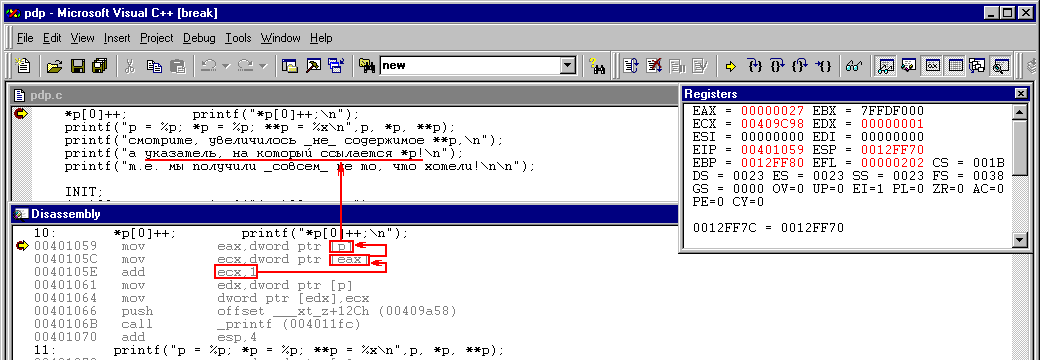 pdp - Microsoft Visual C++ [break]
File Edit View Insert Project Debug Tools Window Help
new
pdp.c
*p[0]++; printf("*p[0]++;\n");
printf("p = %p; *p = %p; **p = %x\n",p, *p, **p);
printf("смотрите, увеличилось _не_ содержимое **p,\n");
printf("а указатель, на который ссылается *p!\n");
printf("т.е. мы получили _совсем_ не то, что хотели!\n\n");
INIT;
Registers
EAX = 00000027 EBX = 7FFDF000
ECX = 00409C98 EDX = 00000001
ESI = 00000000 EDI = 00000000
EIP = 00401059 ESP = 0012FF70
EBP = 0012FF80 EFL = 00000202 CS = 001B
DS = 0023 ES = 0023 SS = 0023 FS = 0038
GS = 0000 OV=0 UP=0 EI=1 PL=0 ZR=0 AC=0
PE=0 CY=0
0012FF7C = 0012FF70
Disassembly
10: *p[0]++; printf("*p[0]++;\n");
00401059 mov eax,dword ptr [p]
0040105C mov ecx,dword ptr [eax]
0040105E add ecx,1
00401061 mov edx,dword ptr [p]
00401064 mov dword ptr [edx],ecx
00401066 push offset ___xt_z+12Ch (00409a58)
0040106B call _printf (004011fc)
00401070 add esp,4
11: printf("p = %p; *p = %p; **p = %x\n",p, *p, **p);